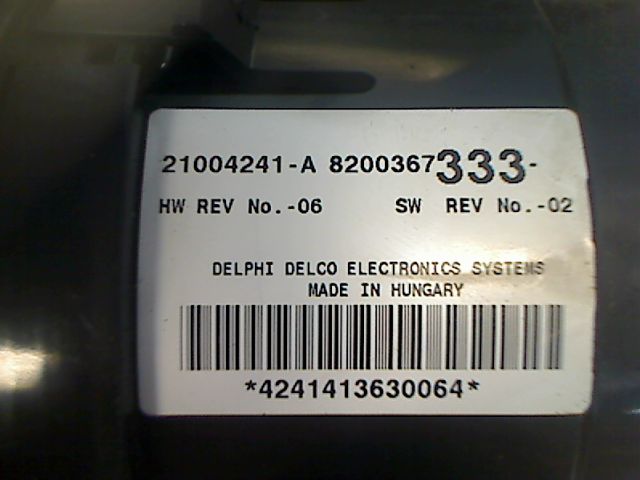 21004241-A 8200367333-
HW REV No.-06 SW REV No.-02
DELPHI DELCO ELECTRONICS SYSTEMS
MADE IN HUNGARY
*4241413630064*